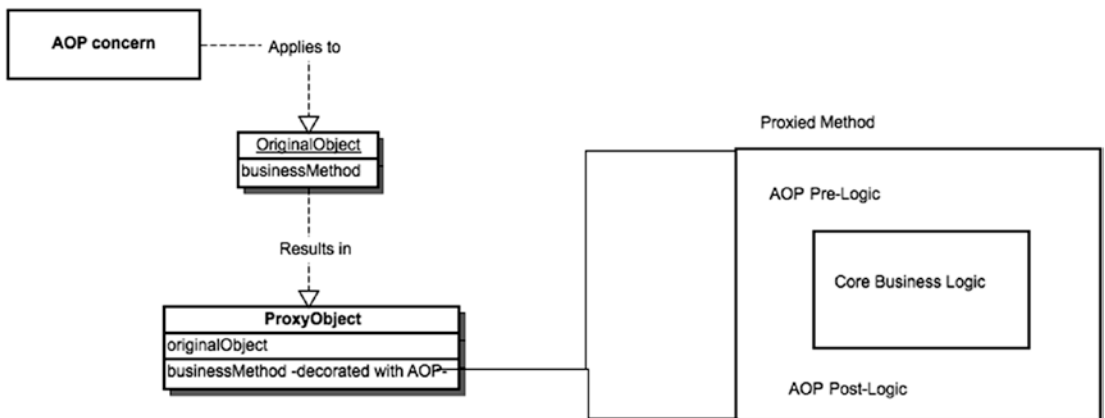 AOP concern
Applies to
OriginalObject
businessMethod
Results in
ProxyObject
originalObject
businessMethod -decorated with AOP-
Proxied Method
AOP Pre-Logic
Core Business Logic
AOP Post-Logic